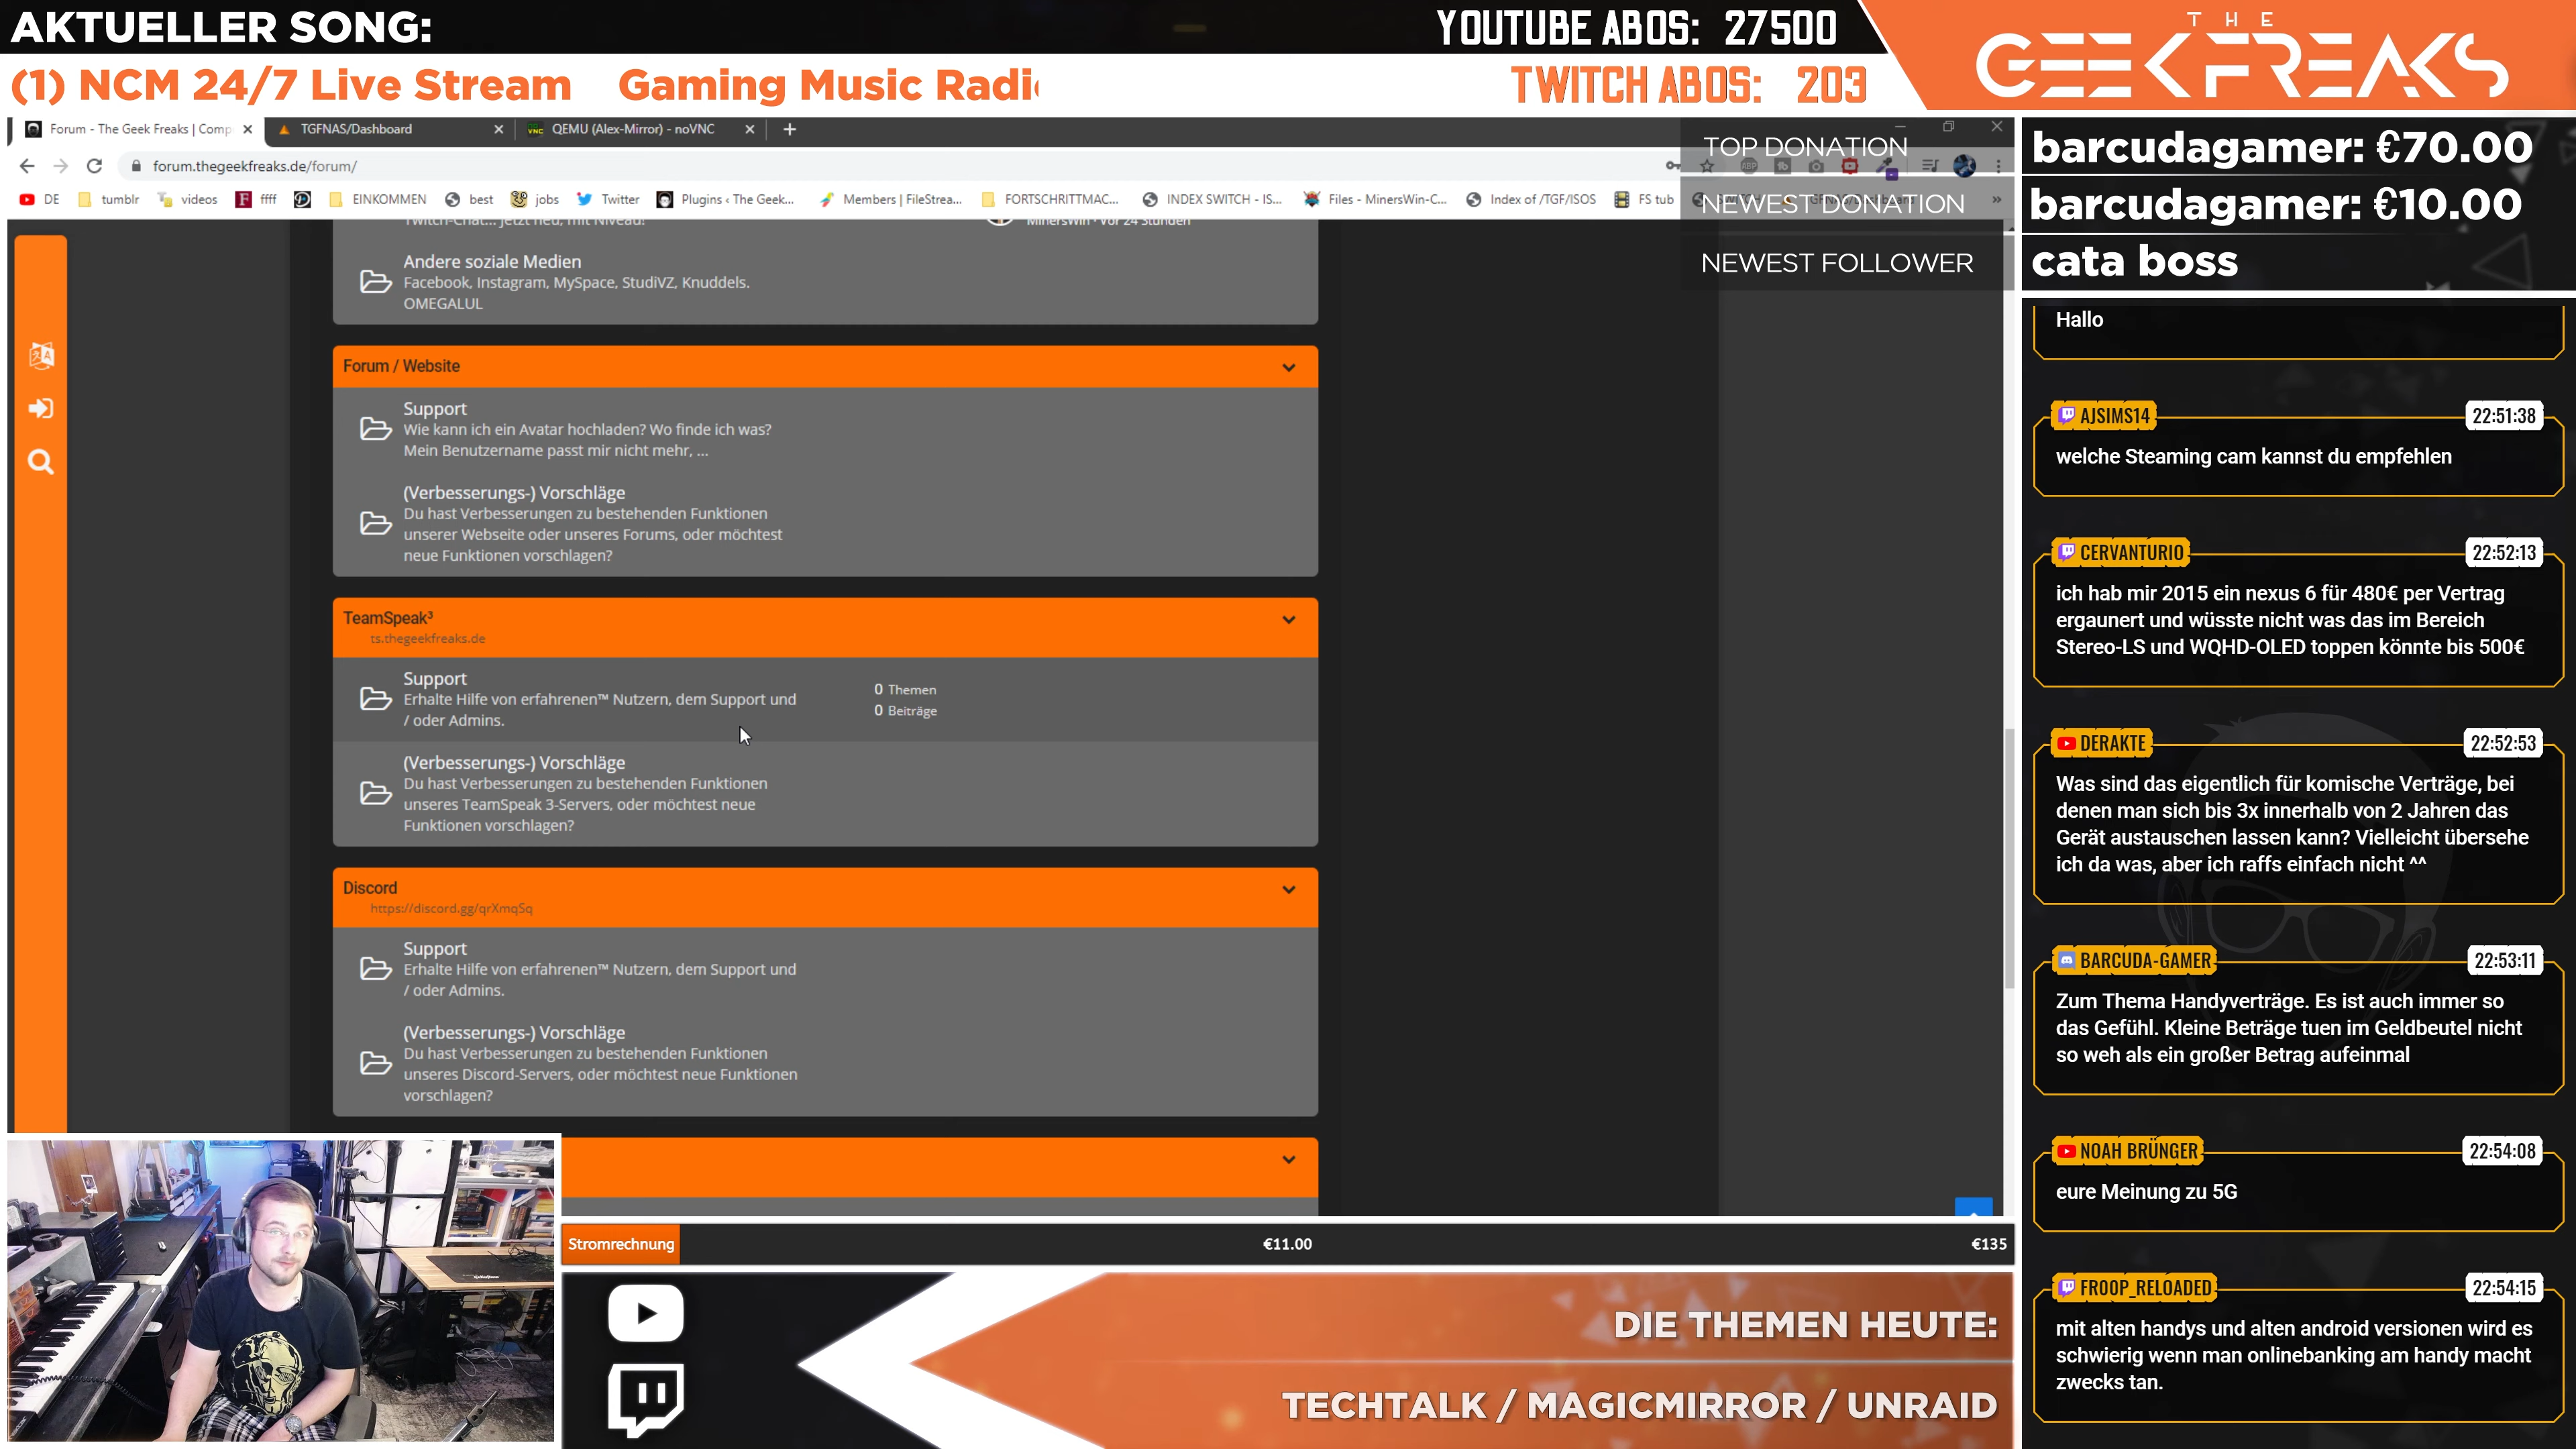 AKTUELLER SONG:
(1) NCM 24/7 Live Stream Gaming Music Radi
YOUTUBE ABOS: 27500
TWITCH ABOS: 203
THE
GEEKFREAKS
Forum - The Geek Freaks | Comp
TGFNAS/Dashboard
QEMU (Alex-Mirror) - noVNC
forum.thegeekfreaks.de/forum/
DE tumblr videos ffff EINKOMMEN best jobs Twitter Plugins ‹ The Geek... Members | FileStrea... FORTSCHRITTMAC... INDEX SWITCH - IS... Files - MinersWin-C... Index of /TGF/ISOS FS tub
TOP DONATION
NEWEST DONATION
NEWEST FOLLOWER
barcudagamer: €70.00
barcudagamer: €10.00
cata boss
Twitch-Chat... jetzt neu, mit Niveau!
MinersWin - Vor 24 Stunden
Andere soziale Medien
Facebook, Instagram, MySpace, StudiVZ, Knuddels.
OMEGALUL
Forum / Website
Support
Wie kann ich ein Avatar hochladen? Wo finde ich was?
Mein Benutzername passt mir nicht mehr, ...
(Verbesserungs-) Vorschläge
Du hast Verbesserungen zu bestehenden Funktionen
unserer Webseite oder unseres Forums, oder möchtest
neue Funktionen vorschlagen?
TeamSpeak³
ts.thegeekfreaks.de
Support
Erhalte Hilfe von erfahrenen™ Nutzern, dem Support und
/ oder Admins.
0 Themen
0 Beiträge
(Verbesserungs-) Vorschläge
Du hast Verbesserungen zu bestehenden Funktionen
unseres TeamSpeak 3-Servers, oder möchtest neue
Funktionen vorschlagen?
Discord
https://discord.gg/qrXmqSq
Support
Erhalte Hilfe von erfahrenen™ Nutzern, dem Support und
/ oder Admins.
(Verbesserungs-) Vorschläge
Du hast Verbesserungen zu bestehenden Funktionen
unseres Discord-Servers, oder möchtest neue Funktionen
vorschlagen?
Stromrechnung €11.00 €135
DIE THEMEN HEUTE:
TECHTALK / MAGICMIRROR / UNRAID
Hallo
AJSIMS14 22:51:38
welche Steaming cam kannst du empfehlen
CERVANTURIO 22:52:13
ich hab mir 2015 ein nexus 6 für 480€ per Vertrag
ergaunert und wüsste nicht was das im Bereich
Stereo-LS und WQHD-OLED toppen könnte bis 500€
DERAKTE 22:52:53
Was sind das eigentlich für komische Verträge, bei
denen man sich bis 3x innerhalb von 2 Jahren das
Gerät austauschen lassen kann? Vielleicht übersehe
ich da was, aber ich raffs einfach nicht ^^
BARCUDA-GAMER 22:53:11
Zum Thema Handyverträge. Es ist auch immer so
das Gefühl. Kleine Beträge tuen im Geldbeutel nicht
so weh als ein großer Betrag aufeinmal
NOAH BRÜNGER 22:54:08
eure Meinung zu 5G
FROOP_RELOADED 22:54:15
mit alten handys und alten android versionen wird es
schwierig wenn man onlinebanking am handy macht
zwecks tan.